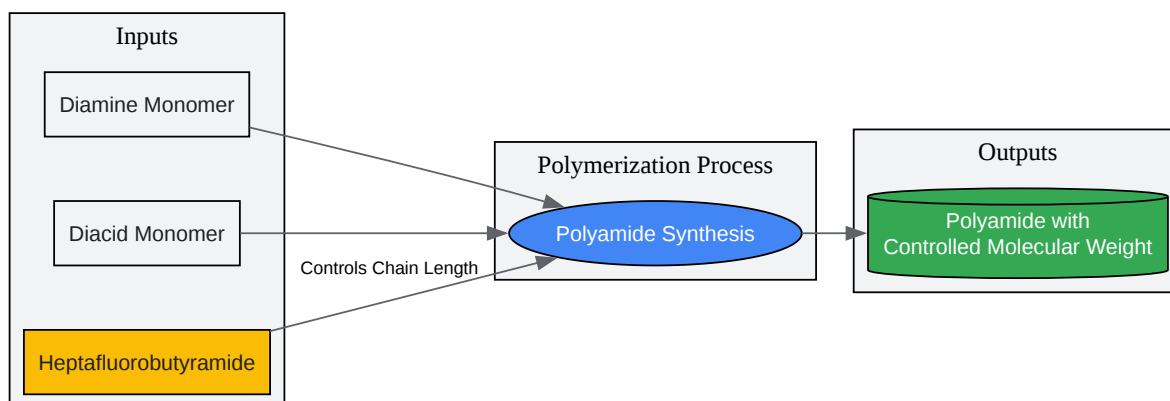 Inputs
Diamine Monomer
Diacid Monomer
Heptafluorobutyramide
Controls Chain Length
Polymerization Process
Polyamide Synthesis
Outputs
Polyamide with
Controlled Molecular Weight